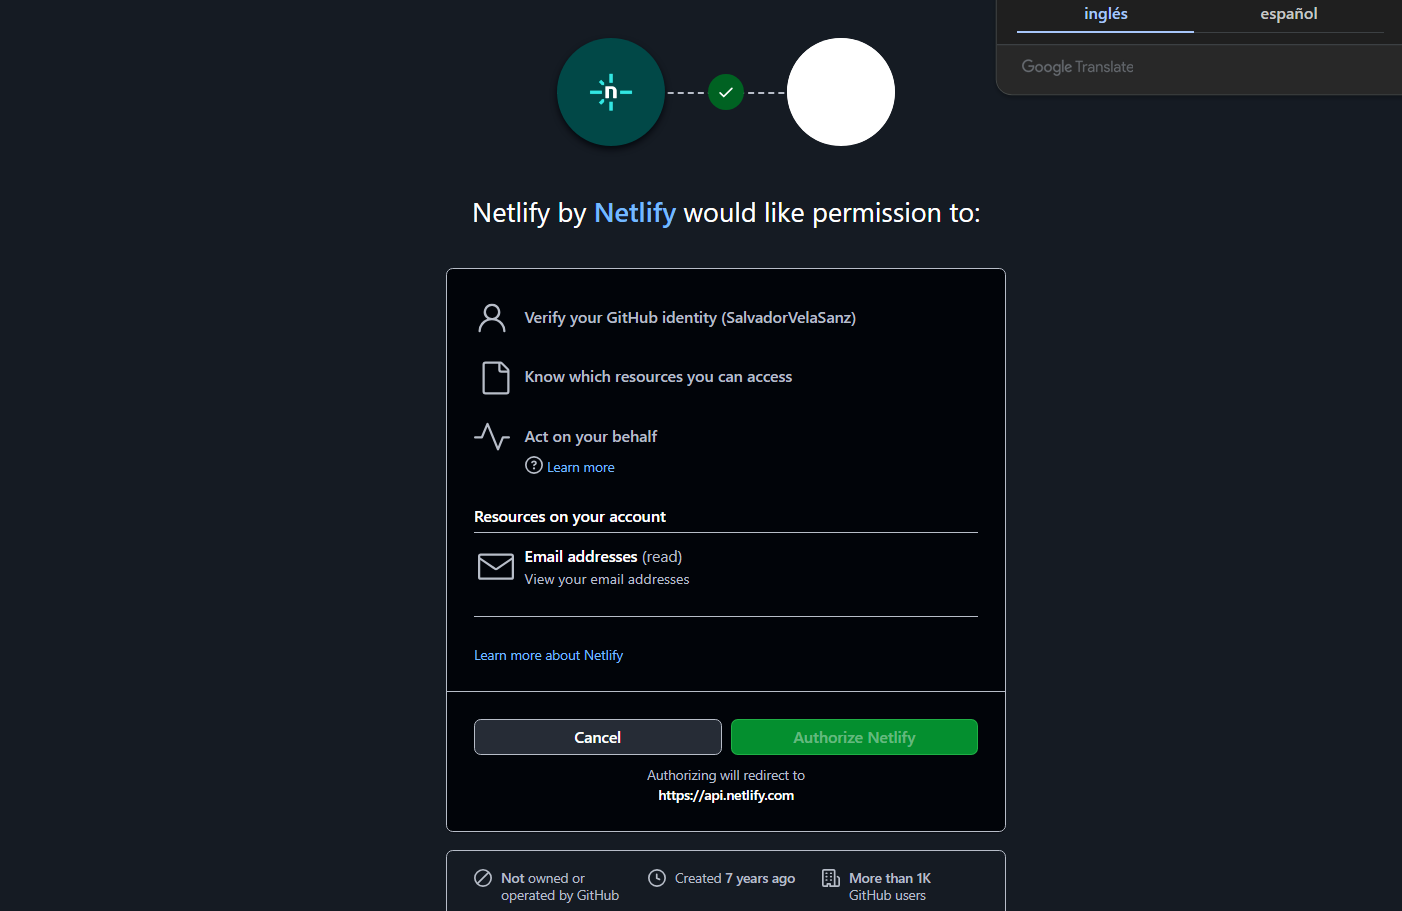 inglés
español
Google Translate
n
Netlify by Netlify would like permission to:
Verify your GitHub identity (SalvadorVelaSanz)
Know which resources you can access
Act on your behalf
? Learn more
Resources on your account
Email addresses (read)
View your email addresses
Learn more about Netlify
Cancel
Authorize Netlify
Authorizing will redirect to
https://api.netlify.com
Not owned or
operated by GitHub
Created 7 years ago
More than 1K
GitHub users